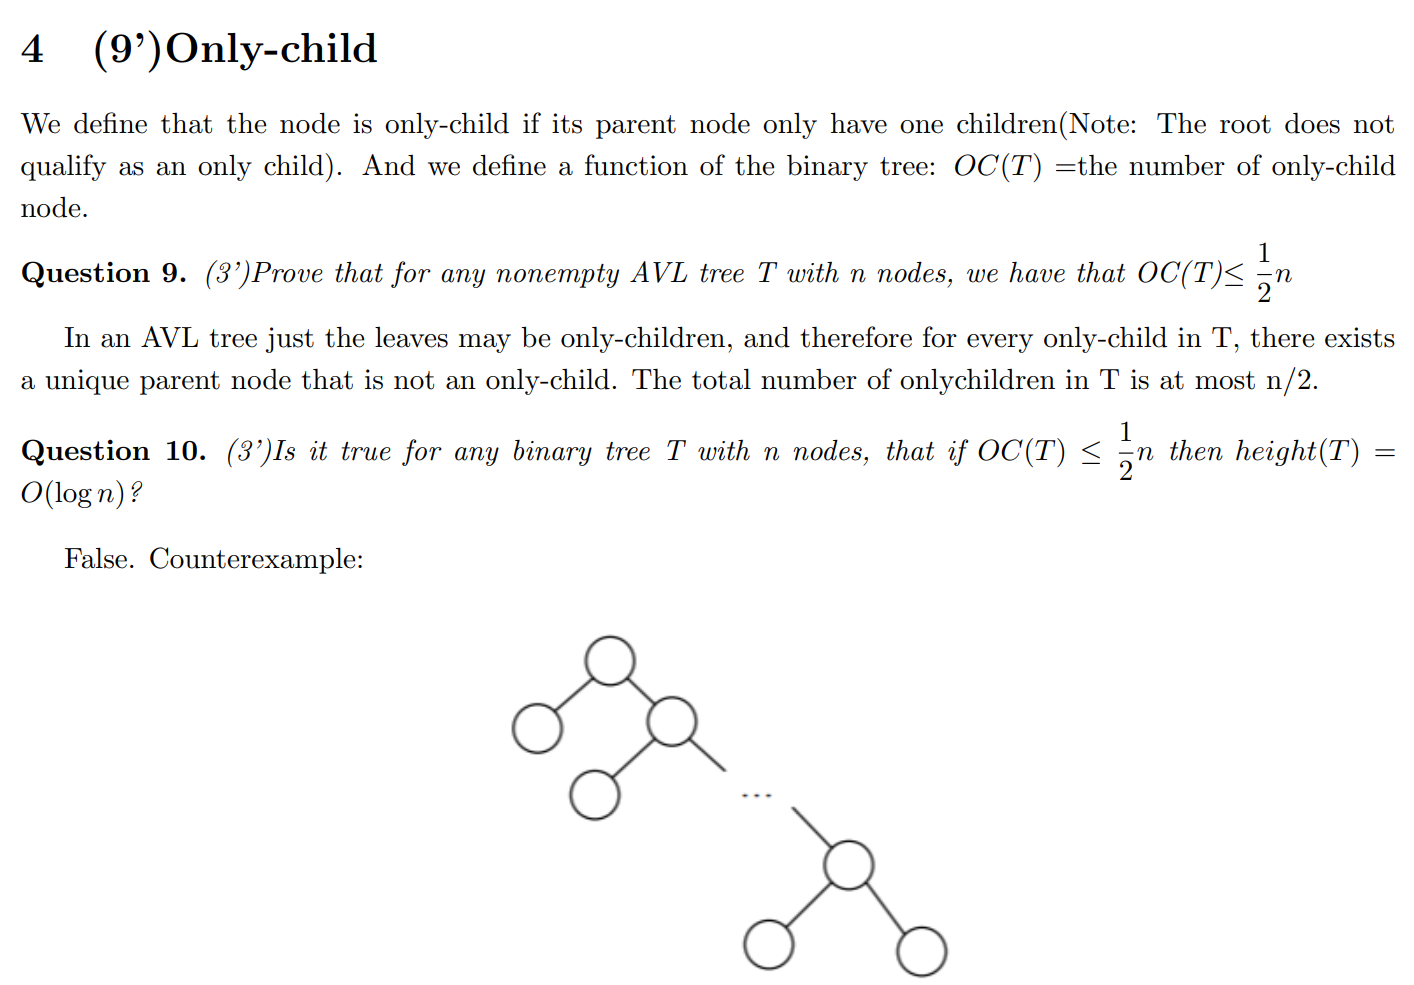 4 (9’)Only-child
We define that the node is only-child if its parent node only have one children(Note: The root does not
qualify as an only child). And we define a function of the binary tree: OC(T) =the number of only-child
node.
Question 9. (3’)Prove that for any nonempty AVL tree T with n nodes, we have that OC(T)≤ 1/2 n
In an AVL tree just the leaves may be only-children, and therefore for every only-child in T, there exists
a unique parent node that is not an only-child. The total number of onlychildren in T is at most n/2.
Question 10. (3’)Is it true for any binary tree T with n nodes, that if OC(T) ≤ 1/2 n then height(T) =
O(log n)?
False. Counterexample:
...